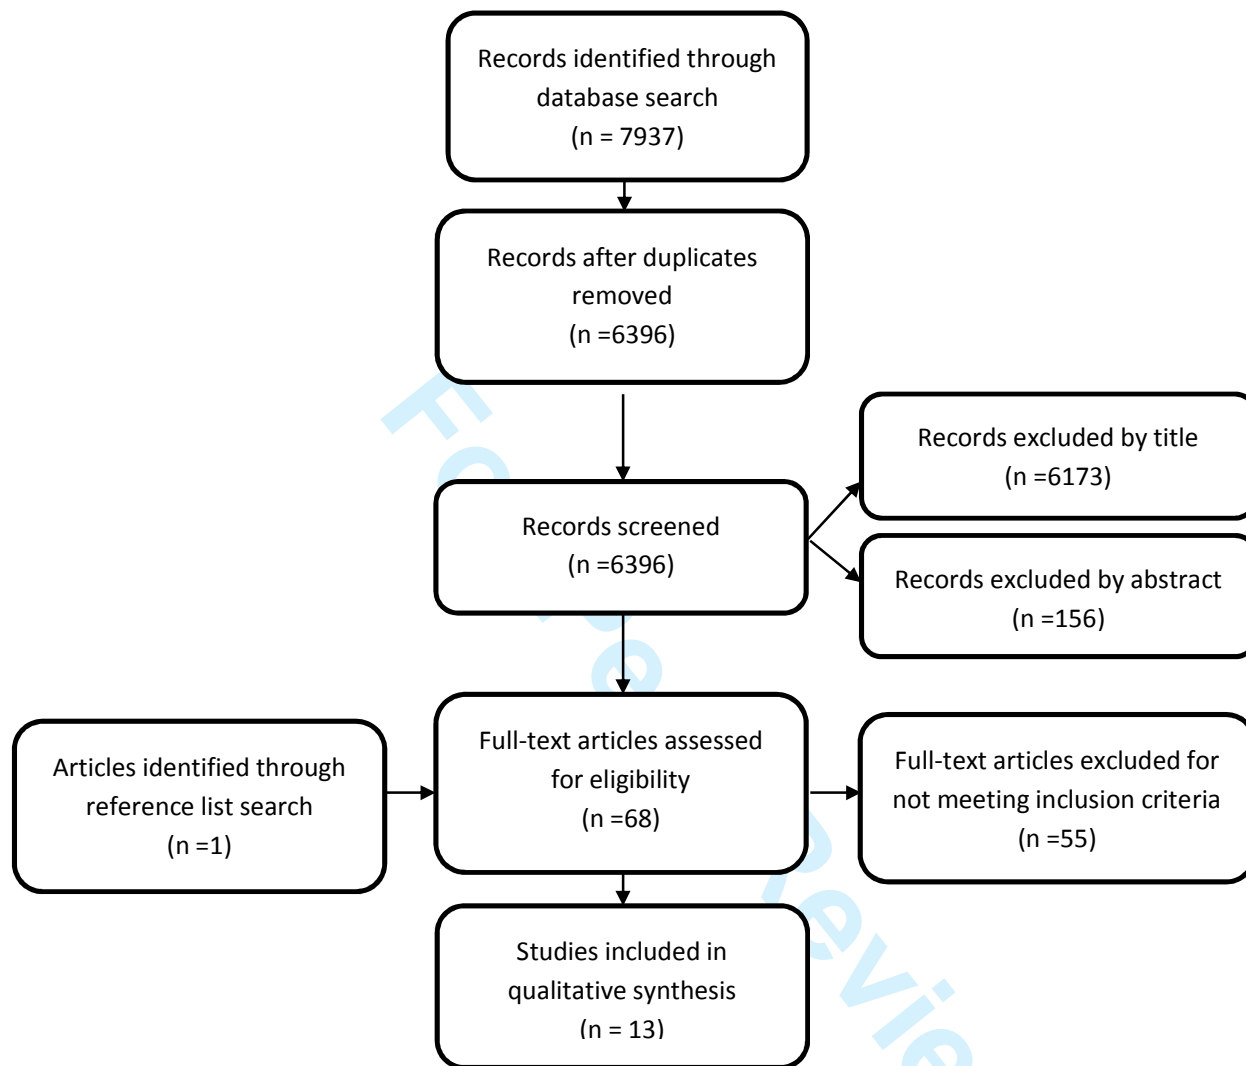 Records identified through
database search
(n = 7937)
Records after duplicates
removed
(n =6396)
Records excluded by title
(n =6173)
Records screened
(n =6396)
Records excluded by abstract
(n =156)
Articles identified through
reference list search
(n =1)
Full-text articles assessed
for eligibility
(n =68)
Full-text articles excluded for
not meeting inclusion criteria
(n =55)
Studies included in
qualitative synthesis
(n = 13)